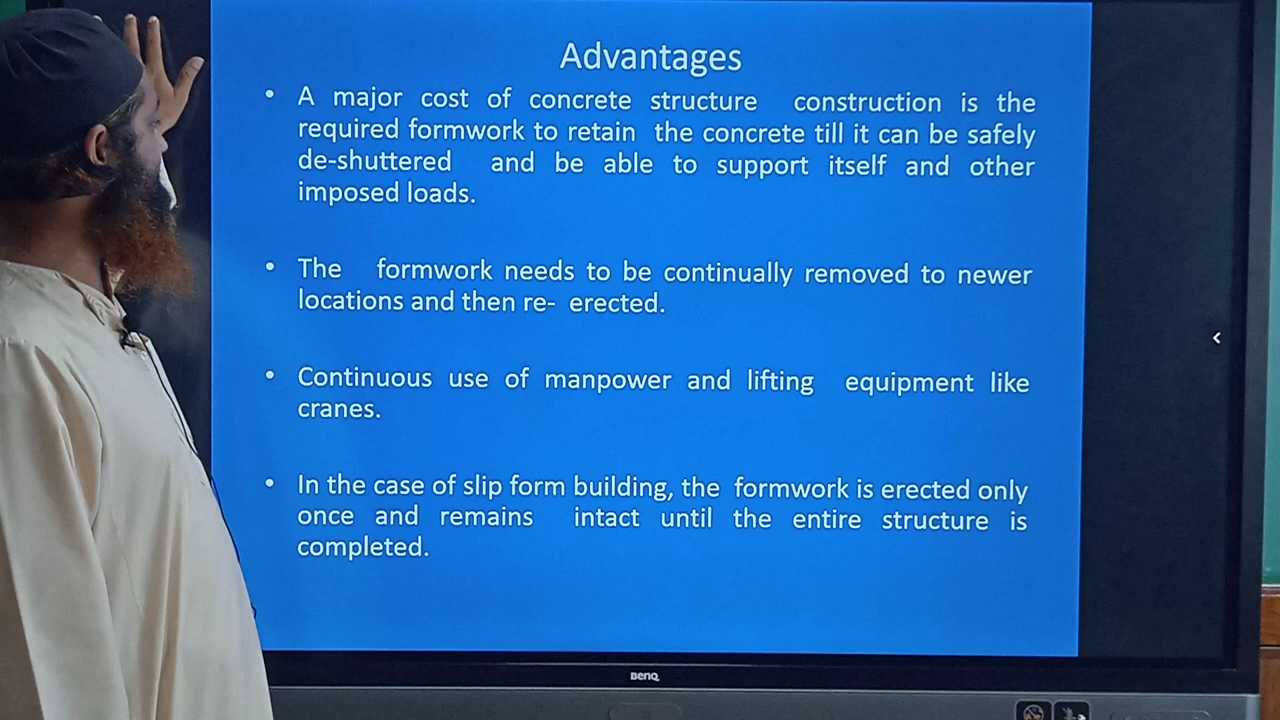 Advantages
• A major cost of concrete structure construction is the
required formwork to retain the concrete till it can be safely
de-shuttered and be able to support itself and other
imposed loads.
• The formwork needs to be continually removed to newer
locations and then re- erected.
• Continuous use of manpower and lifting equipment like
cranes.
• In the case of slip form building, the formwork is erected only
once and remains intact until the entire structure is
completed.
BenQ